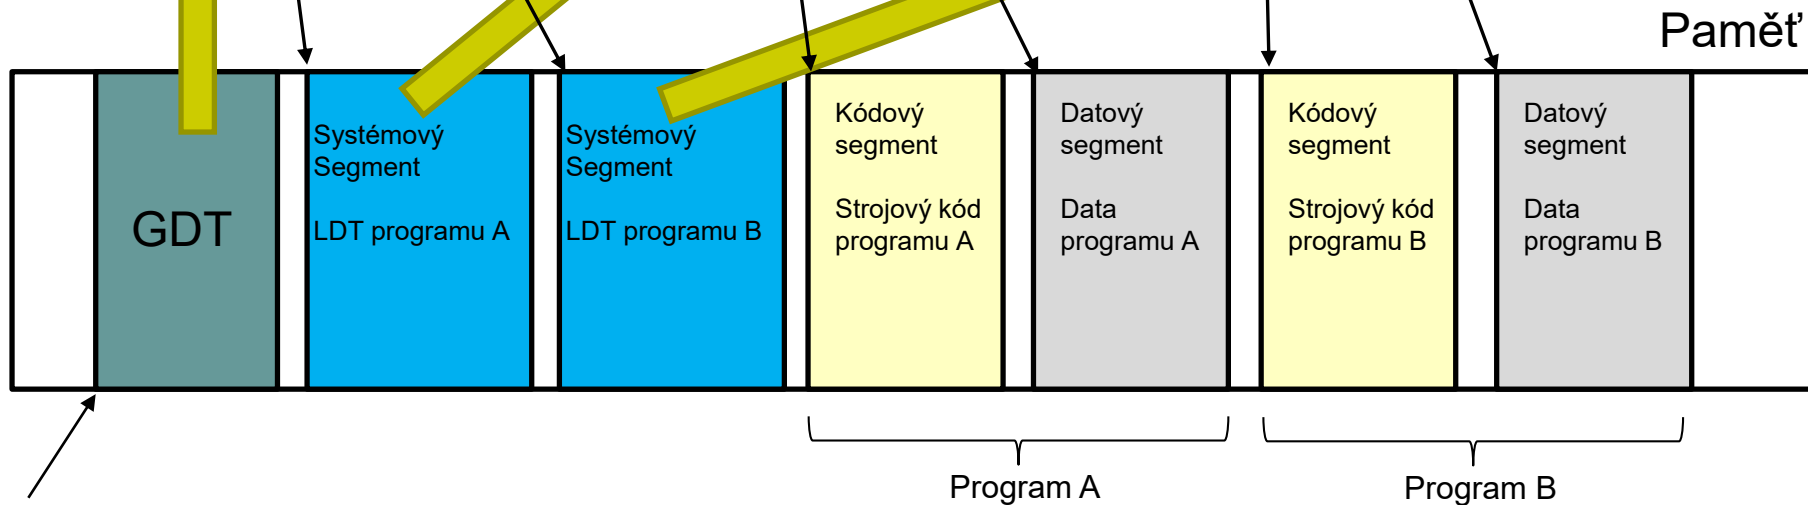 Paměť
GDT
Systémový
Segment
LDT programu A
Systémový
Segment
LDT programu B
Kódový
segment
Strojový kód
programu A
Datový
segment
Data
programu A
Kódový
segment
Strojový kód
programu B
Datový
segment
Data
programu B
Program A
Program B